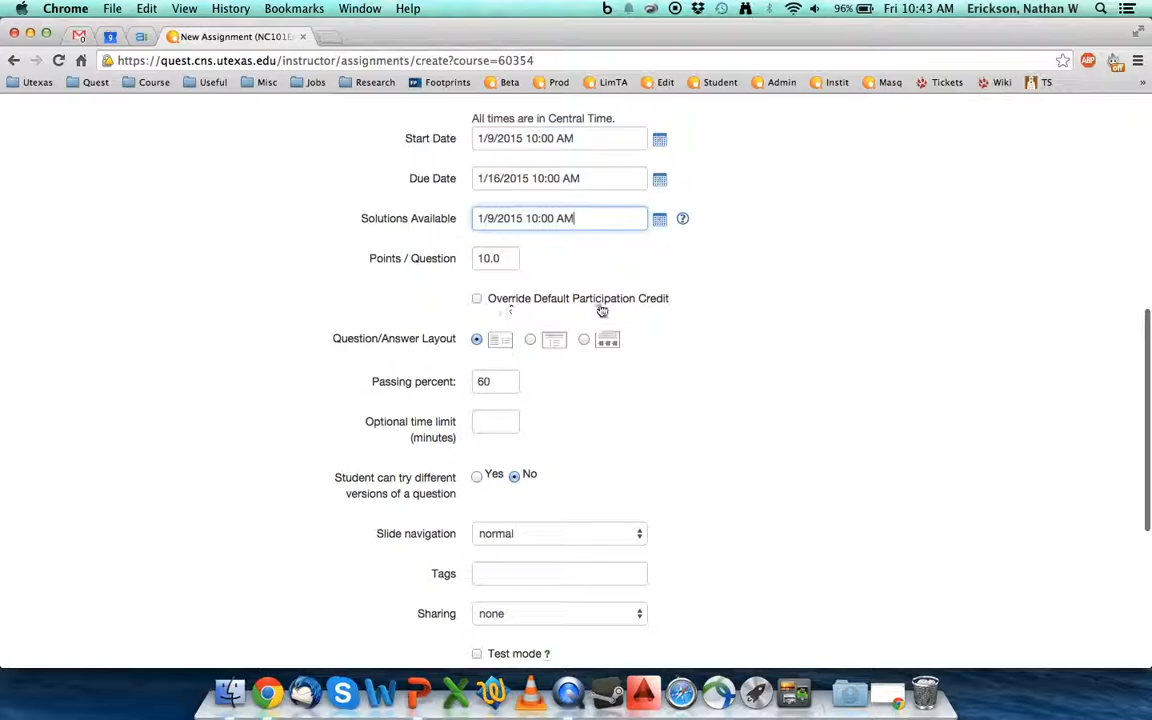 Chrome File Edit View History Bookmarks Window Help 96% Fri 10:43 AM Erickson, Nathan W
New Assignment (NC101E
https://quest.cns.utexas.edu/instructor/assignments/create?course=60354
Utexas Quest Course Useful Misc Jobs Research Footprints Beta Prod LimTA Edit Student Admin Instit Masq Tickets Wiki TS »
All times are in Central Time.
Start Date 1/9/2015 10:00 AM
Due Date 1/16/2015 10:00 AM
Solutions Available 1/9/2015 10:00 AM ?
Points / Question 10.0
Override Default Participation Credit
Question/Answer Layout
Passing percent: 60
Optional time limit
(minutes)
Student can try different
versions of a question
Yes No
Slide navigation normal
Tags
Sharing none
Test mode ?